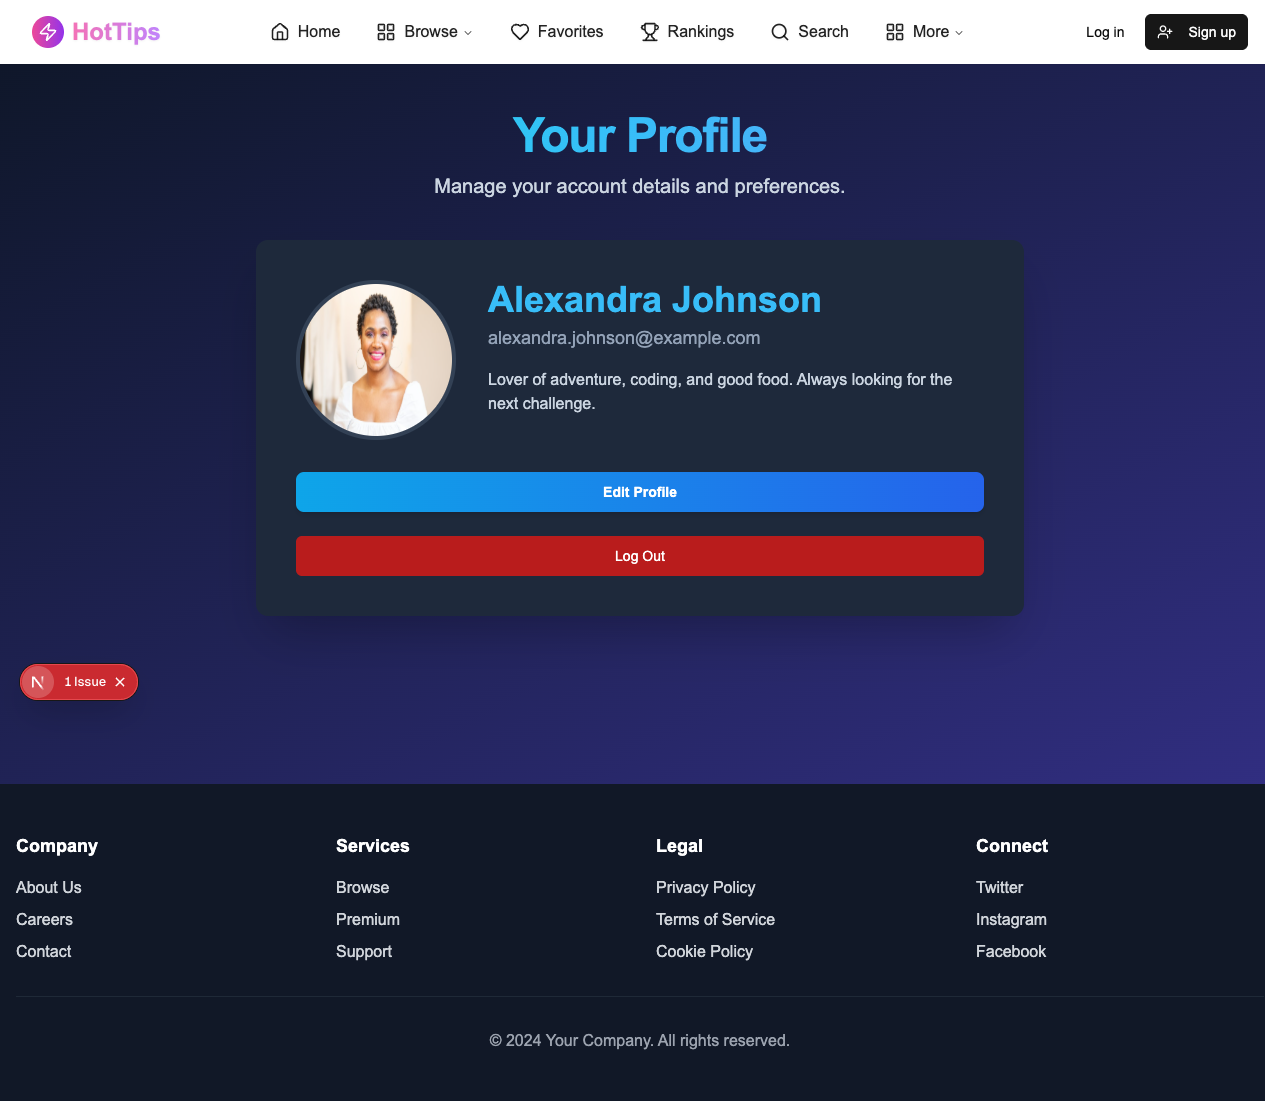 HotTips
Home
Browse
Favorites
Rankings
Search
More
Log in
Sign up
Your Profile
Manage your account details and preferences.
Alexandra Johnson
alexandra.johnson@example.com
Lover of adventure, coding, and good food. Always looking for the
next challenge.
Edit Profile
Log Out
N
1 Issue
Company
About Us
Careers
Contact
Services
Browse
Premium
Support
Legal
Privacy Policy
Terms of Service
Cookie Policy
Connect
Twitter
Instagram
Facebook
© 2024 Your Company. All rights reserved.